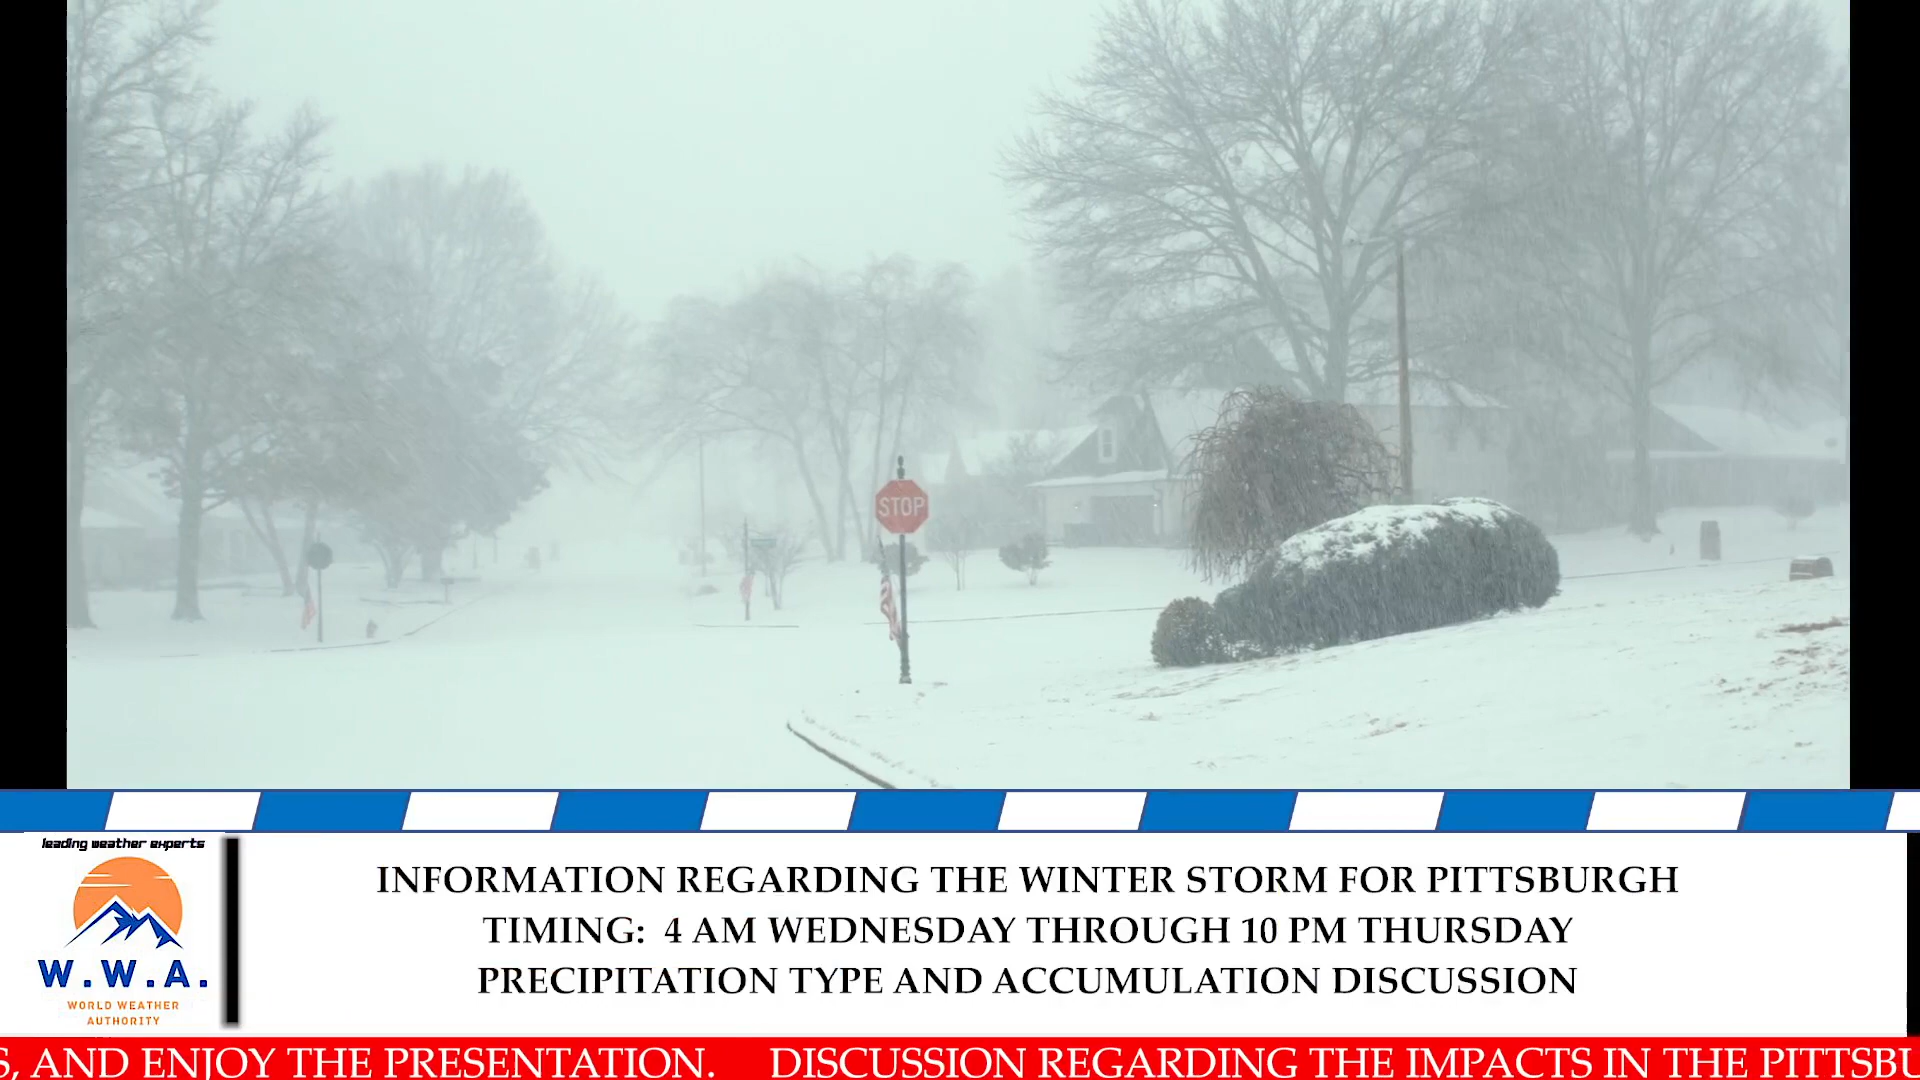 STOP
leading weather experts
W.W.A.
WORLD WEATHER
AUTHORITY
INFORMATION REGARDING THE WINTER STORM FOR PITTSBURGH
TIMING: 4 AM WEDNESDAY THROUGH 10 PM THURSDAY
PRECIPITATION TYPE AND ACCUMULATION DISCUSSION
S, AND ENJOY THE PRESENTATION. DISCUSSION REGARDING THE IMPACTS IN THE PITTSBU